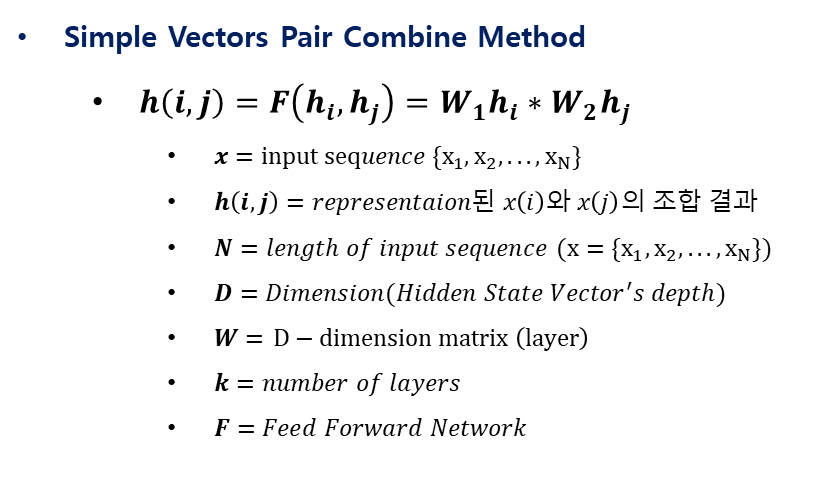 • Simple Vectors Pair Combine Method
• h(i, j) = F(hᵢ, hⱼ) = W₁hᵢ * W₂hⱼ
• x = input sequence {x₁, x₂, . . . , x_N}
• h(i, j) = representaion된 x(i)와 x(j)의 조합 결과
• N = length of input sequence (x = {x₁, x₂, . . . , x_N})
• D = Dimension(Hidden State Vector's depth)
• W = D − dimension matrix (layer)
• k = number of layers
• F = Feed Forward Network